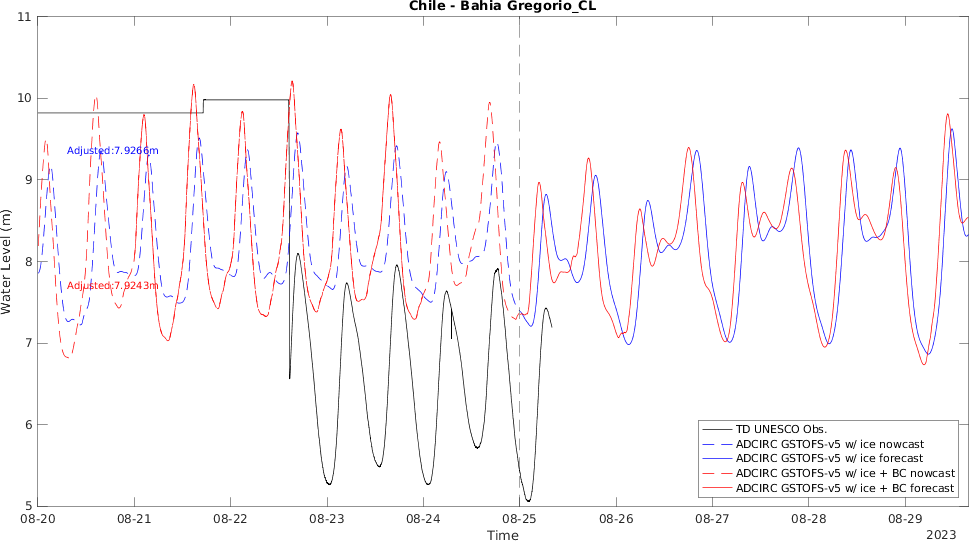 Chile - Bahia Gregorio_CL
11
10
9
8
7
6
5
Water Level (m)
Adjusted:7.9266m
Adjusted:7.9243m
TD UNESCO Obs.
ADCIRC GSTOFS-v5 w/ ice nowcast
ADCIRC GSTOFS-v5 w/ ice forecast
ADCIRC GSTOFS-v5 w/ ice + BC nowcast
ADCIRC GSTOFS-v5 w/ ice + BC forecast
08-20 08-21 08-22 08-23 08-24 08-25 08-26 08-27 08-28 08-29
Time
2023